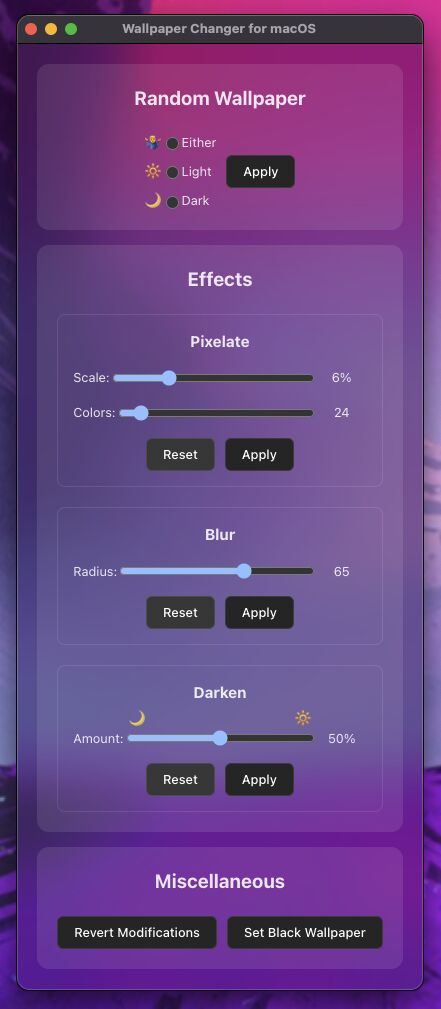 Wallpaper Changer for macOS
Random Wallpaper
Either
Light
Apply
Dark
Effects
Pixelate
Scale: 6%
Colors: 24
Reset Apply
Blur
Radius: 65
Reset Apply
Darken
Amount: 50%
Reset Apply
Miscellaneous
Revert Modifications Set Black Wallpaper